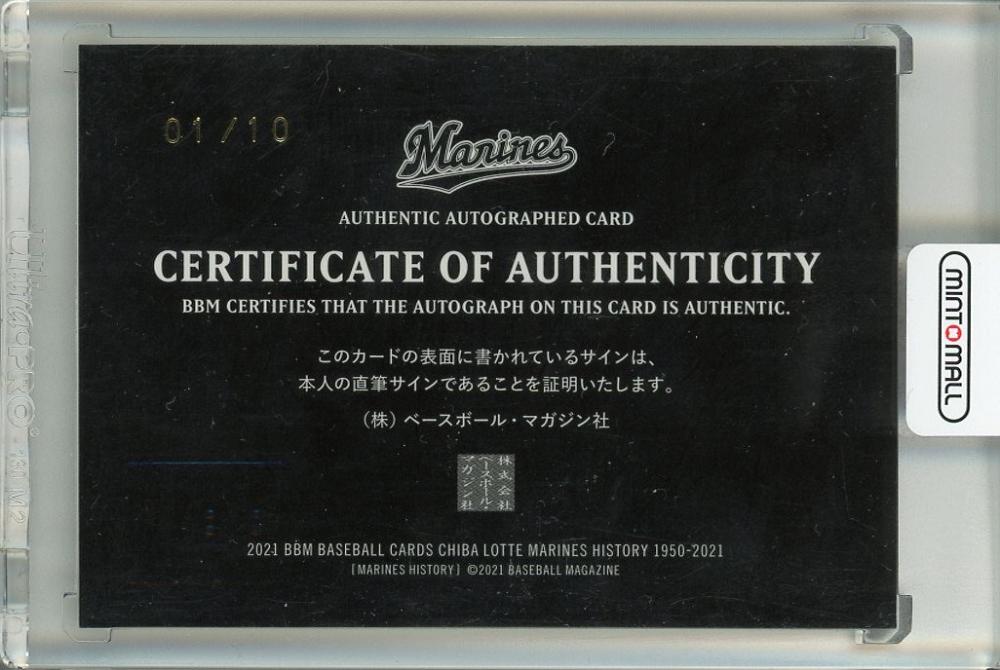 01/10
Marines
AUTHENTIC AUTOGRAPHED CARD
CERTIFICATE OF AUTHENTICITY
BBM CERTIFIES THAT THE AUTOGRAPH ON THIS CARD IS AUTHENTIC.
このカードの表面に書かれているサインは、
本人の直筆サインであることを証明いたします。
(株) ベースボール・マガジン社
株式会社
ベースボール・
マガジン社
2021 BBM BASEBALL CARDS CHIBA LOTTE MARINES HISTORY 1950-2021
[MARINES HISTORY] ©2021 BASEBALL MAGAZINE
Ultra·PRO®
MINT MALL